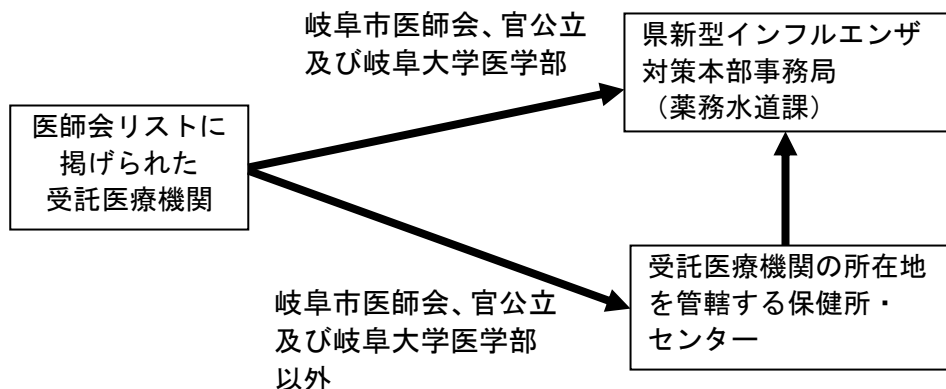 岐阜市医師会、官公立
及び岐阜大学医学部
県新型インフルエンザ
対策本部事務局
（薬務水道課）
医師会リストに
掲げられた
受託医療機関
受託医療機関の所在地
を管轄する保健所・
センター
岐阜市医師会、官公立
及び岐阜大学医学部
以外